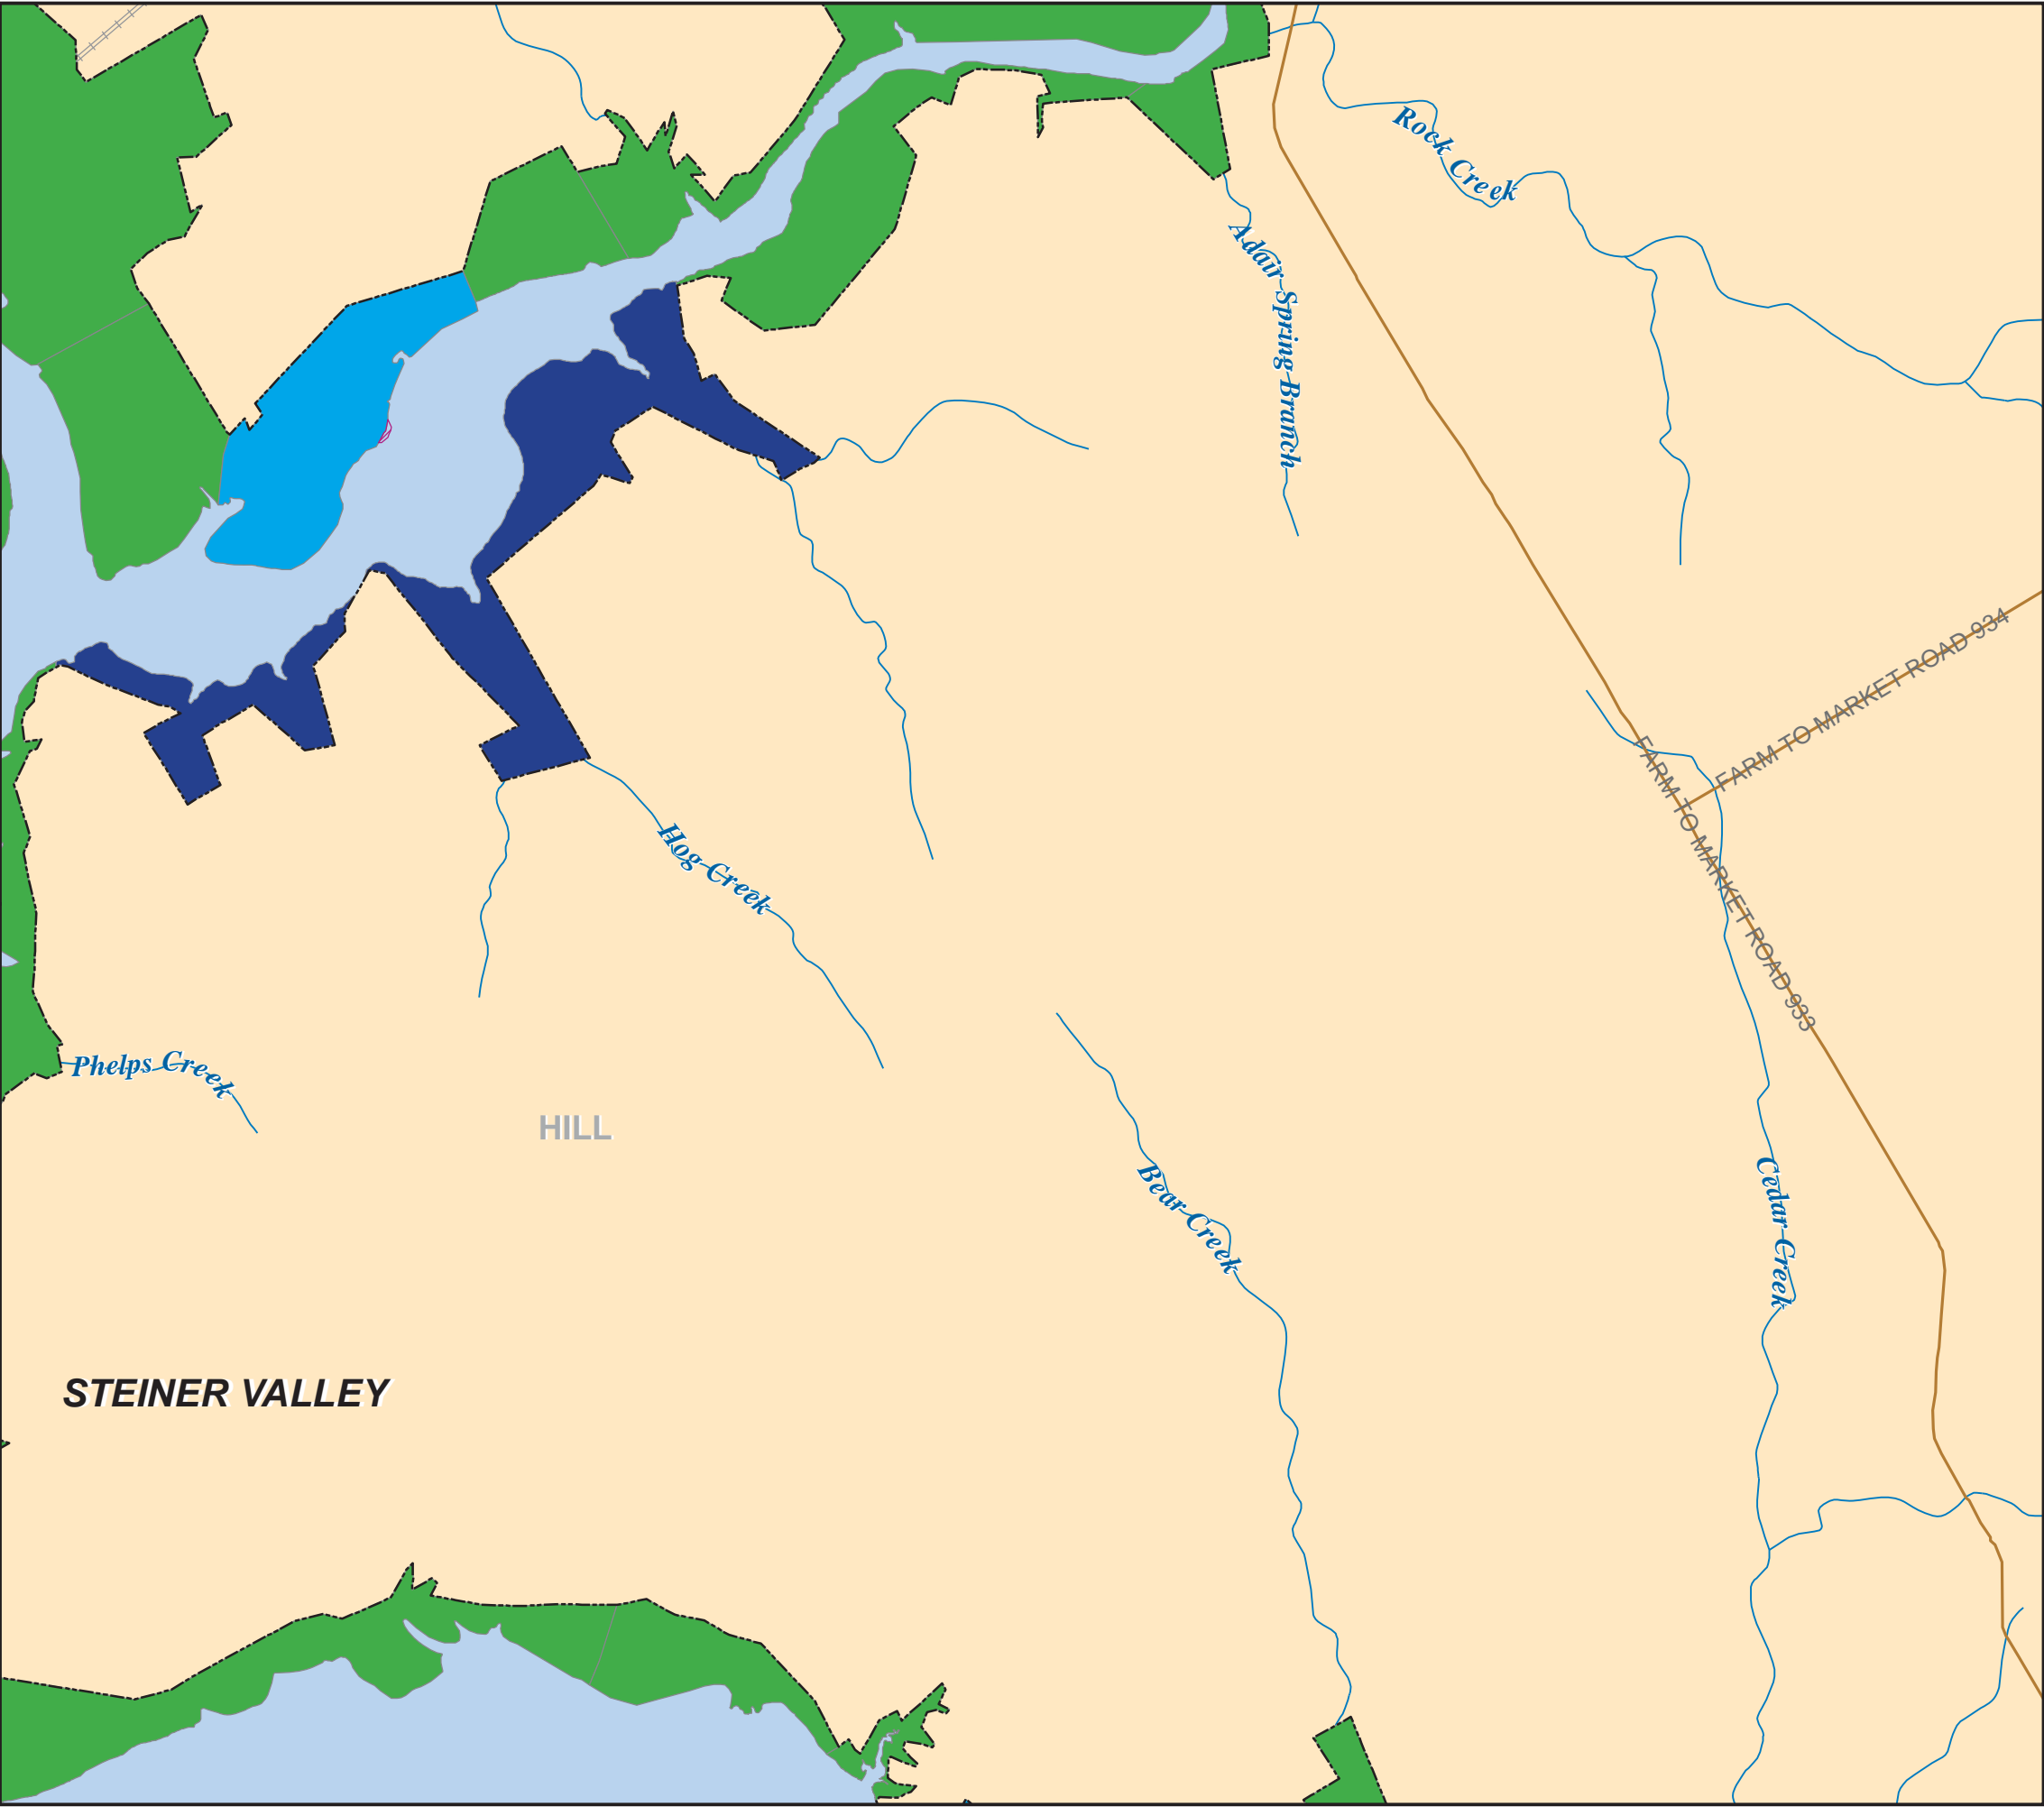 Rock Creek
Adair Spring Branch
FARM TO MARKET ROAD 934
FARM TO MARKET ROAD 933
Hog Creek
Phelps Creek
HILL
Bear Creek
Cedar Creek
STEINER VALLEY